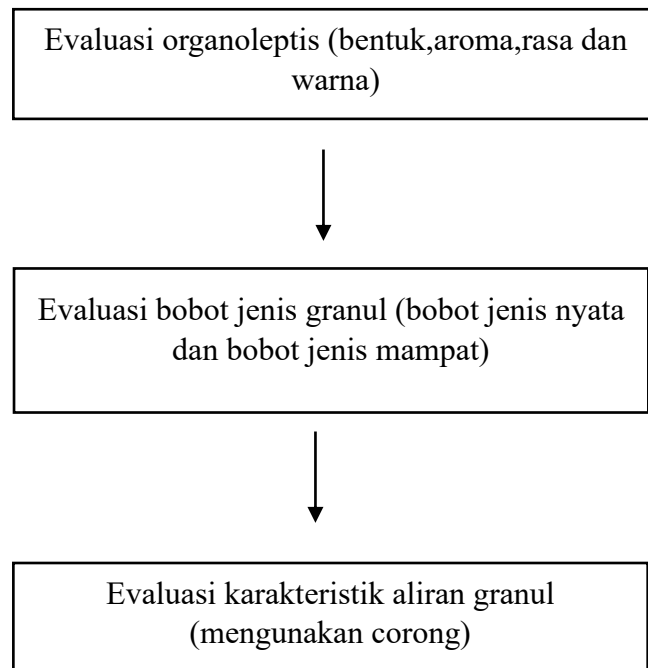 Evaluasi organoleptis (bentuk,aroma,rasa dan
warna)
Evaluasi bobot jenis granul (bobot jenis nyata
dan bobot jenis mampat)
Evaluasi karakteristik aliran granul
(mengunakan corong)